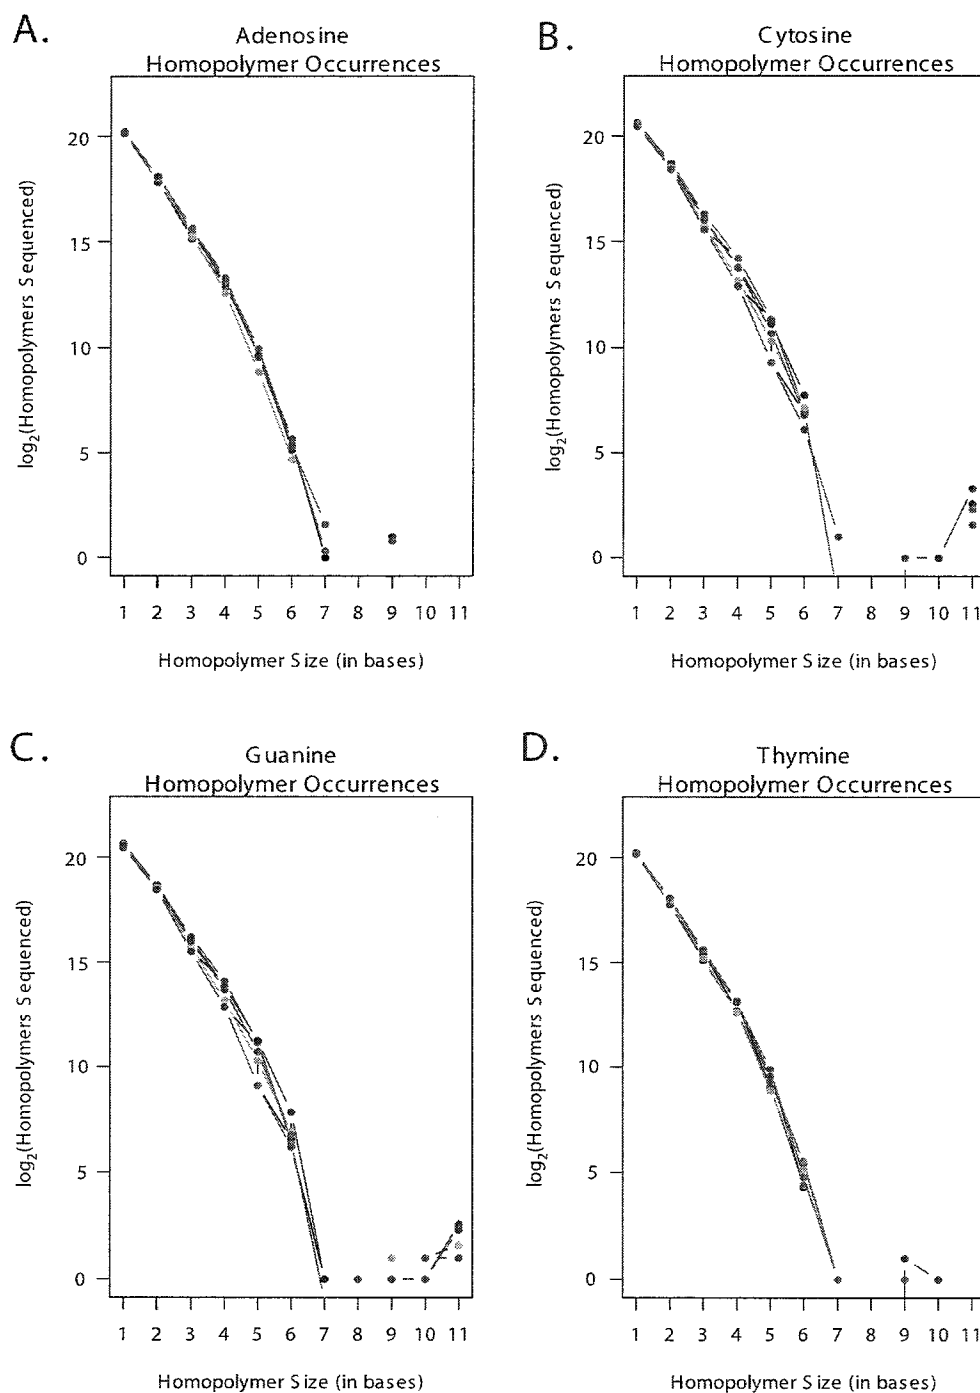 A.
Adenosine
Homopolymer Occurrences
log2(Homopolymers Sequenced)
20
15
10
5
0
1 2 3 4 5 6 7 8 9 10 11
Homopolymer Size (in bases)
B.
Cytosine
Homopolymer Occurrences
log2(Homopolymers Sequenced)
20
15
10
5
0
1 2 3 4 5 6 7 8 9 10 11
Homopolymer Size (in bases)
C.
Guanine
Homopolymer Occurrences
log2(Homopolymers Sequenced)
20
15
10
5
0
1 2 3 4 5 6 7 8 9 10 11
Homopolymer Size (in bases)
D.
Thymine
Homopolymer Occurrences
log2(Homopolymers Sequenced)
20
15
10
5
0
1 2 3 4 5 6 7 8 9 10 11
Homopolymer Size (in bases)